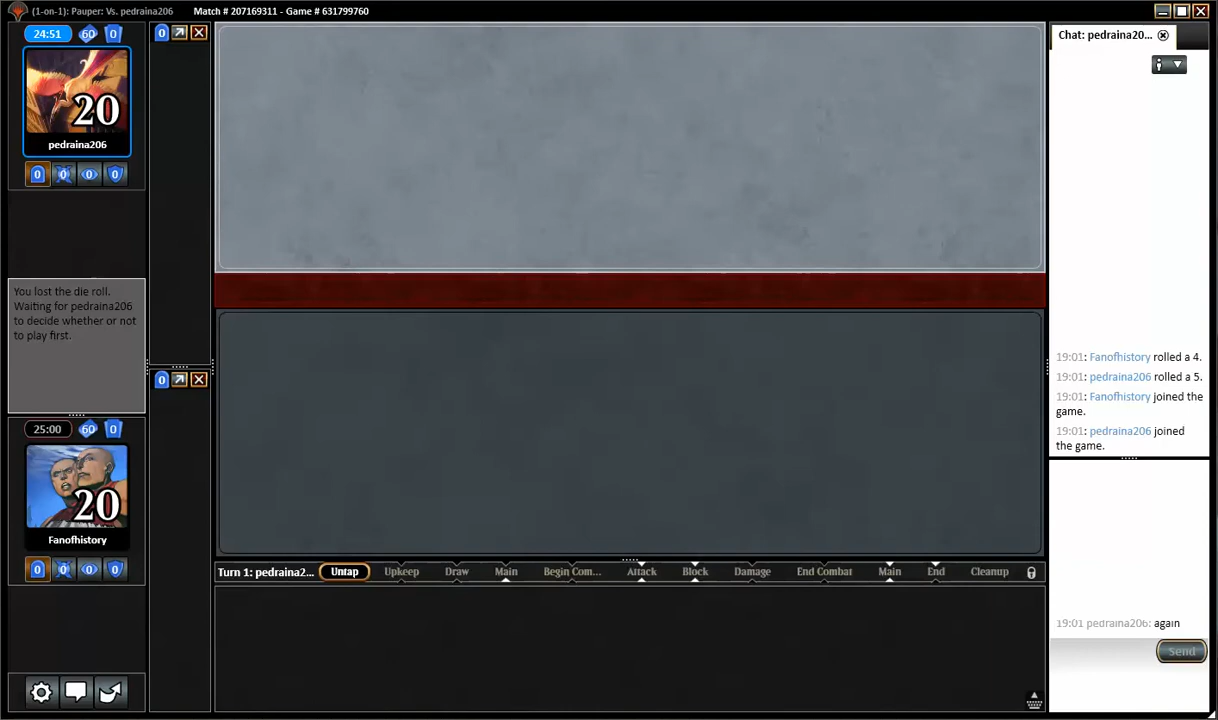 (1-on-1): Pauper: Vs. pedraina206 Match # 207169311 - Game # 631799760
24:51 60 0
20
pedraina206
0 0 0 0
You lost the die roll.
Waiting for pedraina206
to decide whether or not
to play first.
25:00 60 0
20
Fanofhistory
0 0 0 0
0
0
Turn 1: pedraina2... Untap Upkeep Draw Main Begin Com... Attack Block Damage End Combat Main End Cleanup
Chat: pedraina20...
19:01: Fanofhistory rolled a 4.
19:01: pedraina206 rolled a 5.
19:01: Fanofhistory joined the
game.
19:01: pedraina206 joined
the game.
19:01 pedraina206: again
Send